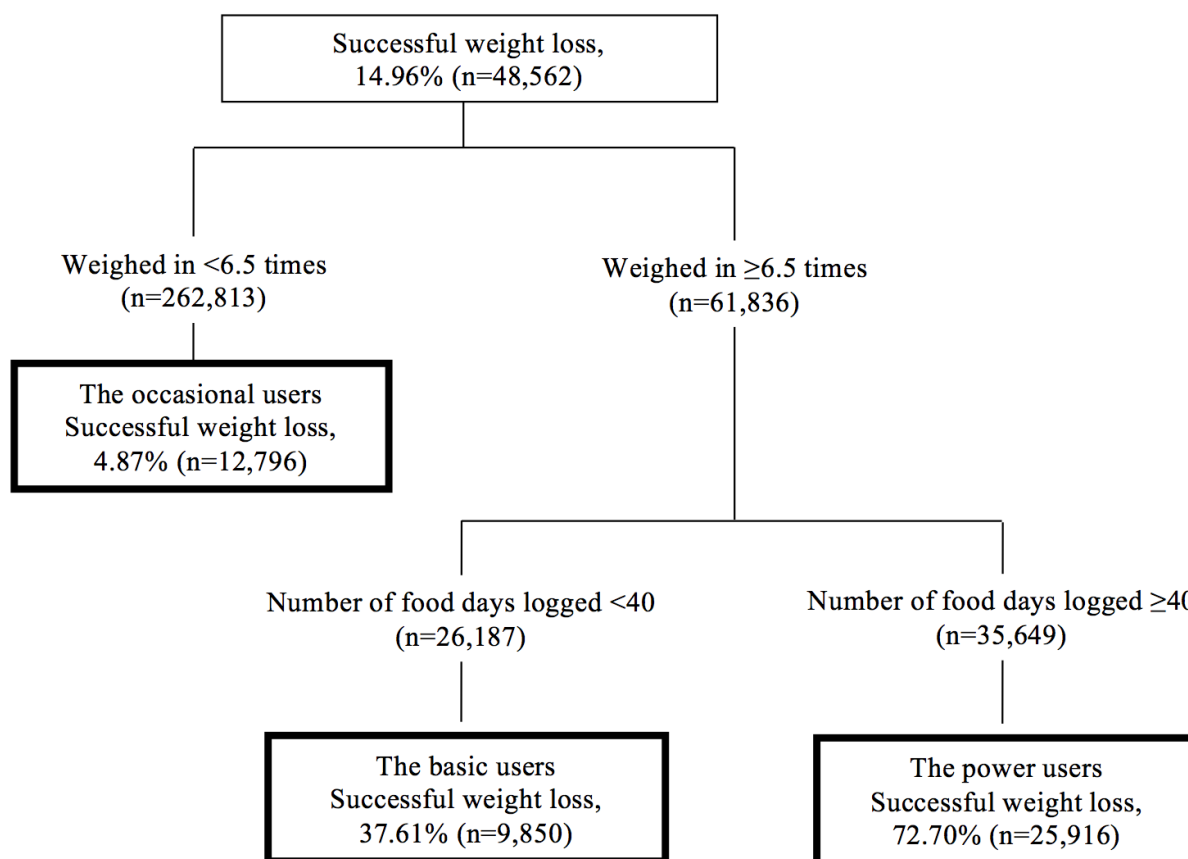 Successful weight loss,
14.96% (n=48,562)
Weighed in <6.5 times
(n=262,813)
Weighed in ≥6.5 times
(n=61,836)
The occasional users
Successful weight loss,
4.87% (n=12,796)
Number of food days logged <40
(n=26,187)
Number of food days logged ≥40
(n=35,649)
The basic users
Successful weight loss,
37.61% (n=9,850)
The power users
Successful weight loss,
72.70% (n=25,916)